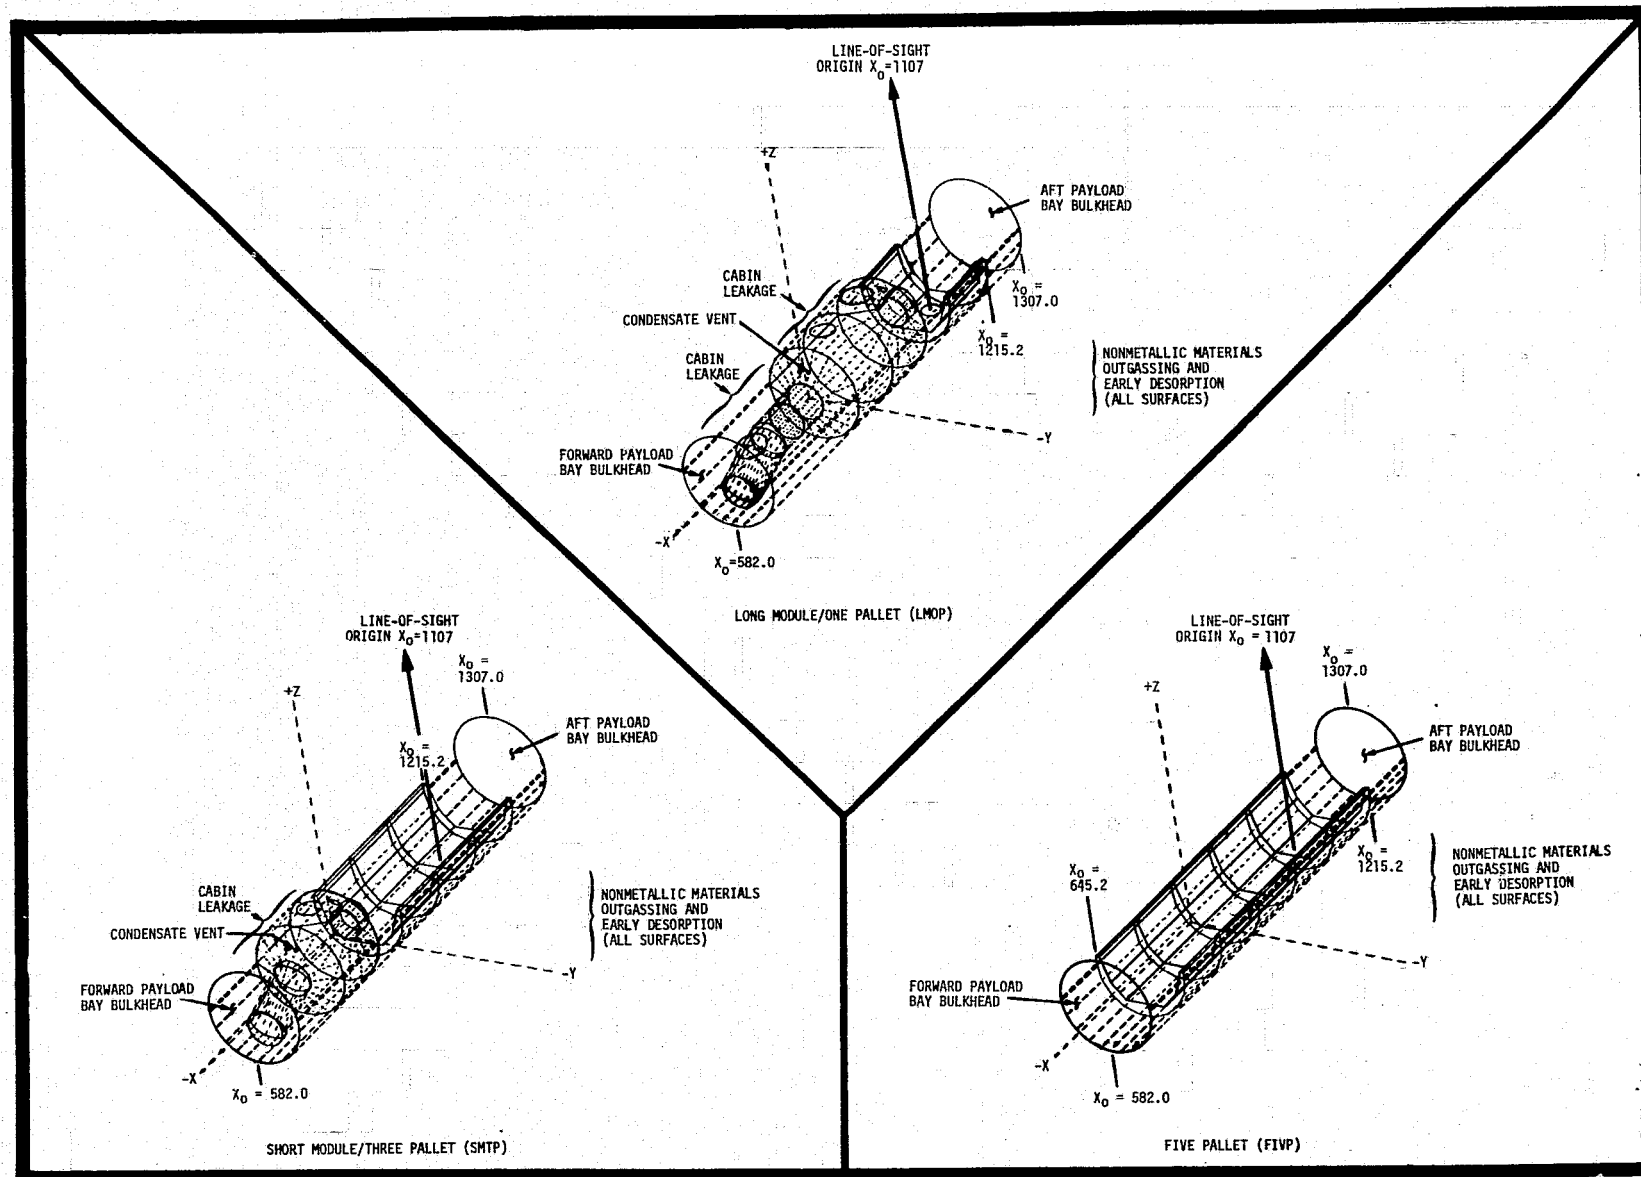 LINE-OF-SIGHT
ORIGIN X₀=1107
+Z
AFT PAYLOAD
BAY BULKHEAD
CABIN
LEAKAGE
X₀ =
1307.0
CONDENSATE VENT
X₀ =
1215.2
CABIN
LEAKAGE
NONMETALLIC MATERIALS
OUTGASSING AND
EARLY DESORPTION
(ALL SURFACES)
-Y
FORWARD PAYLOAD
BAY BULKHEAD
-X
X₀=582.0
LONG MODULE/ONE PALLET (LMOP)
LINE-OF-SIGHT
ORIGIN X₀=1107
X₀ =
1307.0
+Z
AFT PAYLOAD
BAY BULKHEAD
X₀ =
1215.2
CABIN
LEAKAGE
NONMETALLIC MATERIALS
OUTGASSING AND
EARLY DESORPTION
(ALL SURFACES)
CONDENSATE VENT
-Y
FORWARD PAYLOAD
BAY BULKHEAD
-X
X₀ = 582.0
SHORT MODULE/THREE PALLET (SMTP)
LINE-OF-SIGHT
ORIGIN X₀ = 1107
X₀ =
1307.0
+Z
AFT PAYLOAD
BAY BULKHEAD
X₀ =
1215.2
X₀ =
645.2
NONMETALLIC MATERIALS
OUTGASSING AND
EARLY DESORPTION
(ALL SURFACES)
-Y
FORWARD PAYLOAD
BAY BULKHEAD
-X
X₀ = 582.0
FIVE PALLET (FIVP)